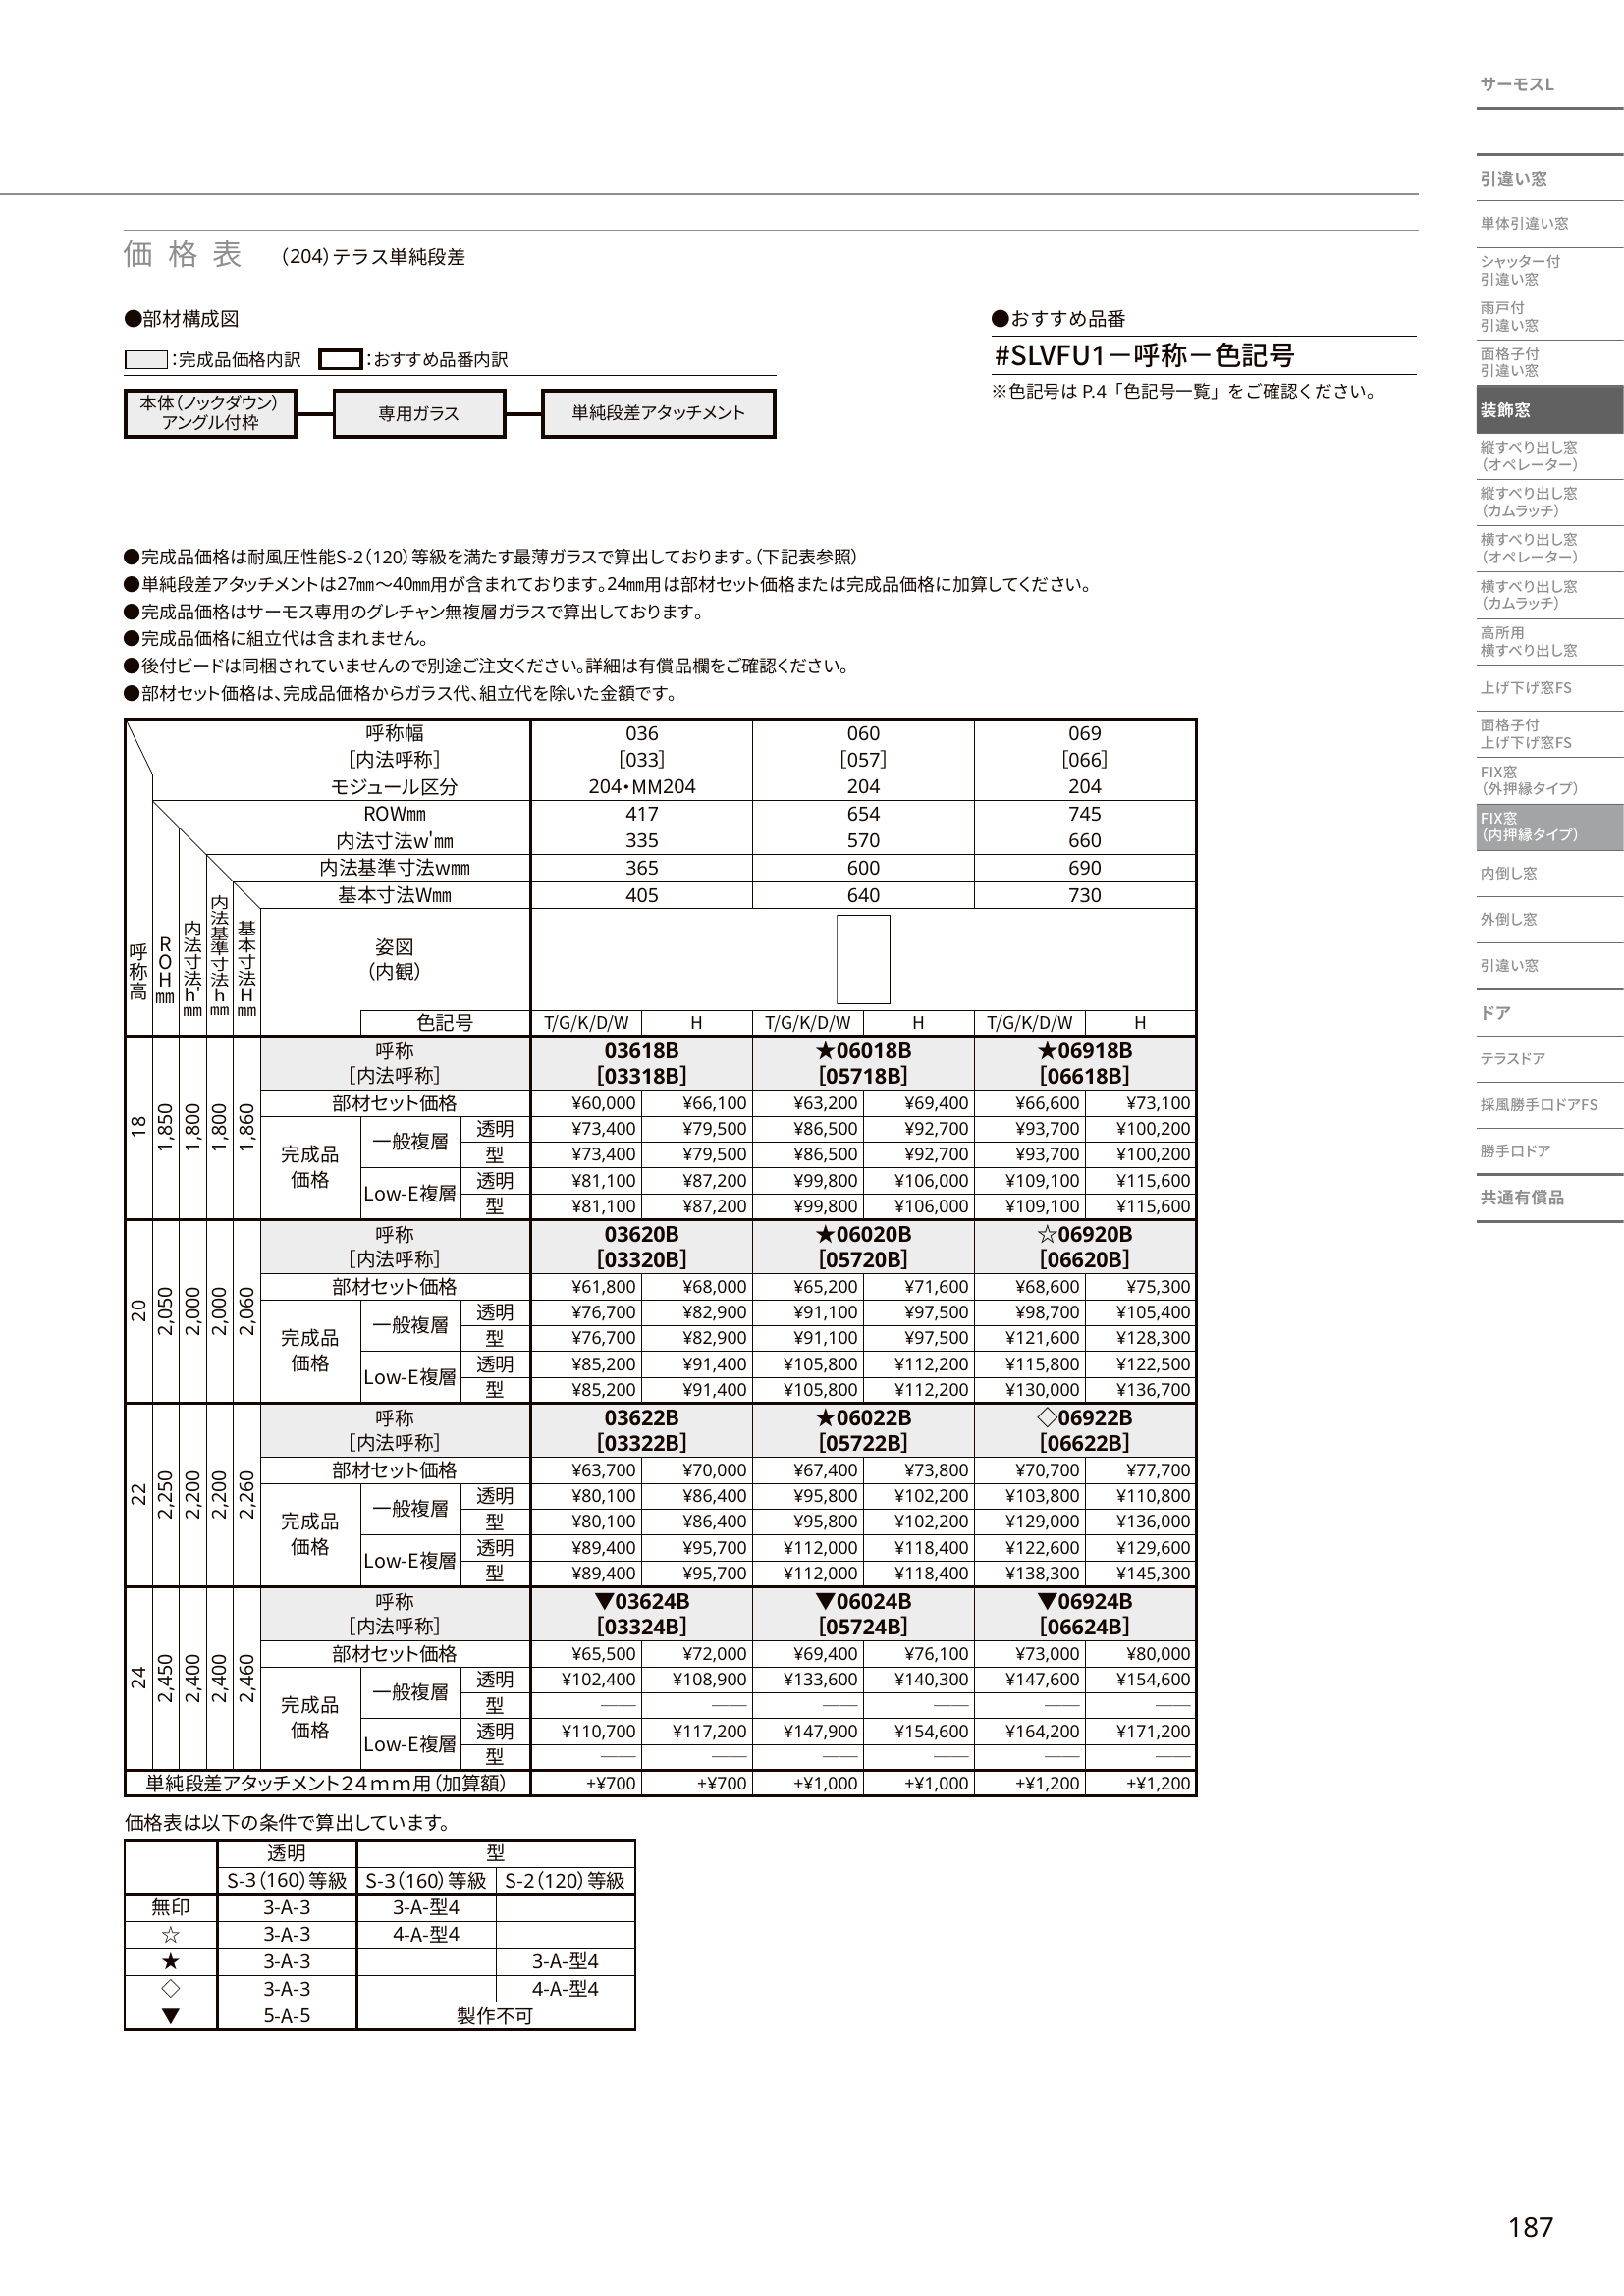 サーモスL
引違い窓
単体引違い窓
シャッター付
引違い窓
雨戸付
引違い窓
面格子付
引違い窓
装飾窓
縦すべり出し窓
（オペレーター）
縦すべり出し窓
（カムラッチ）
横すべり出し窓
（オペレーター）
横すべり出し窓
（カムラッチ）
高所用
横すべり出し窓
上げ下げ窓FS
面格子付
上げ下げ窓FS
FIX窓
（外押縁タイプ）
FIX窓
（内押縁タイプ）
内倒し窓
外倒し窓
引違い窓
ドア
テラスドア
採風勝手口ドアFS
勝手口ドア
共通有償品
価格表 （204）テラス単純段差
●部材構成図
：完成品価格内訳 ：おすすめ品番内訳
本体（ノックダウン）
アングル付枠
専用ガラス
単純段差アタッチメント
●おすすめ品番
#SLVFU1－呼称－色記号
※色記号は P.4「色記号一覧」をご確認ください。
●完成品価格は耐風圧性能S-2（120）等級を満たす最薄ガラスで算出しております。（下記表参照）
●単純段差アタッチメントは27㎜～40㎜用が含まれております。24㎜用は部材セット価格または完成品価格に加算してください。
●完成品価格はサーモス専用のグレチャン無複層ガラスで算出しております。
●完成品価格に組立代は含まれません。
●後付ビードは同梱されていませんので別途ご注文ください。詳細は有償品欄をご確認ください。
●部材セット価格は、完成品価格からガラス代、組立代を除いた金額です。
呼称幅 036 060 069
［内法呼称］ ［033］ ［057］ ［066］
モジュール区分 204・MM204 204 204
ROW㎜ 417 654 745
内法寸法w'㎜ 335 570 660
内法基準寸法w㎜ 365 600 690
基本寸法W㎜ 405 640 730
呼称高 ROH㎜ 内法寸法h'㎜ 内法基準寸法h㎜ 基本寸法H㎜
姿図
（内観）
色記号 T/G/K/D/W H T/G/K/D/W H T/G/K/D/W H
18 1,850 1,800 1,800 1,860
呼称 03618B ★06018B ★06918B
［内法呼称］ ［03318B］ ［05718B］ ［06618B］
部材セット価格 ¥60,000 ¥66,100 ¥63,200 ¥69,400 ¥66,600 ¥73,100
完成品価格 一般複層 透明 ¥73,400 ¥79,500 ¥86,500 ¥92,700 ¥93,700 ¥100,200
型 ¥73,400 ¥79,500 ¥86,500 ¥92,700 ¥93,700 ¥100,200
Low-E複層 透明 ¥81,100 ¥87,200 ¥99,800 ¥106,000 ¥109,100 ¥115,600
型 ¥81,100 ¥87,200 ¥99,800 ¥106,000 ¥109,100 ¥115,600
20 2,050 2,000 2,000 2,060
呼称 03620B ★06020B ☆06920B
［内法呼称］ ［03320B］ ［05720B］ ［06620B］
部材セット価格 ¥61,800 ¥68,000 ¥65,200 ¥71,600 ¥68,600 ¥75,300
完成品価格 一般複層 透明 ¥76,700 ¥82,900 ¥91,100 ¥97,500 ¥98,700 ¥105,400
型 ¥76,700 ¥82,900 ¥91,100 ¥97,500 ¥121,600 ¥128,300
Low-E複層 透明 ¥85,200 ¥91,400 ¥105,800 ¥112,200 ¥115,800 ¥122,500
型 ¥85,200 ¥91,400 ¥105,800 ¥112,200 ¥130,000 ¥136,700
22 2,250 2,200 2,200 2,260
呼称 03622B ★06022B ◇06922B
［内法呼称］ ［03322B］ ［05722B］ ［06622B］
部材セット価格 ¥63,700 ¥70,000 ¥67,400 ¥73,800 ¥70,700 ¥77,700
完成品価格 一般複層 透明 ¥80,100 ¥86,400 ¥95,800 ¥102,200 ¥103,800 ¥110,800
型 ¥80,100 ¥86,400 ¥95,800 ¥102,200 ¥129,000 ¥136,000
Low-E複層 透明 ¥89,400 ¥95,700 ¥112,000 ¥118,400 ¥122,600 ¥129,600
型 ¥89,400 ¥95,700 ¥112,000 ¥118,400 ¥138,300 ¥145,300
24 2,450 2,400 2,400 2,460
呼称 ▼03624B ▼06024B ▼06924B
［内法呼称］ ［03324B］ ［05724B］ ［06624B］
部材セット価格 ¥65,500 ¥72,000 ¥69,400 ¥76,100 ¥73,000 ¥80,000
完成品価格 一般複層 透明 ¥102,400 ¥108,900 ¥133,600 ¥140,300 ¥147,600 ¥154,600
型 —— —— —— —— —— ——
Low-E複層 透明 ¥110,700 ¥117,200 ¥147,900 ¥154,600 ¥164,200 ¥171,200
型 —— —— —— —— —— ——
単純段差アタッチメント２４ｍｍ用（加算額） +¥700 +¥700 +¥1,000 +¥1,000 +¥1,200 +¥1,200
価格表は以下の条件で算出しています。
透明 型
S-3（160）等級 S-3（160）等級 S-2（120）等級
無印 3-A-3 3-A-型4
☆ 3-A-3 4-A-型4
★ 3-A-3 3-A-型4
◇ 3-A-3 4-A-型4
▼ 5-A-5 製作不可
187